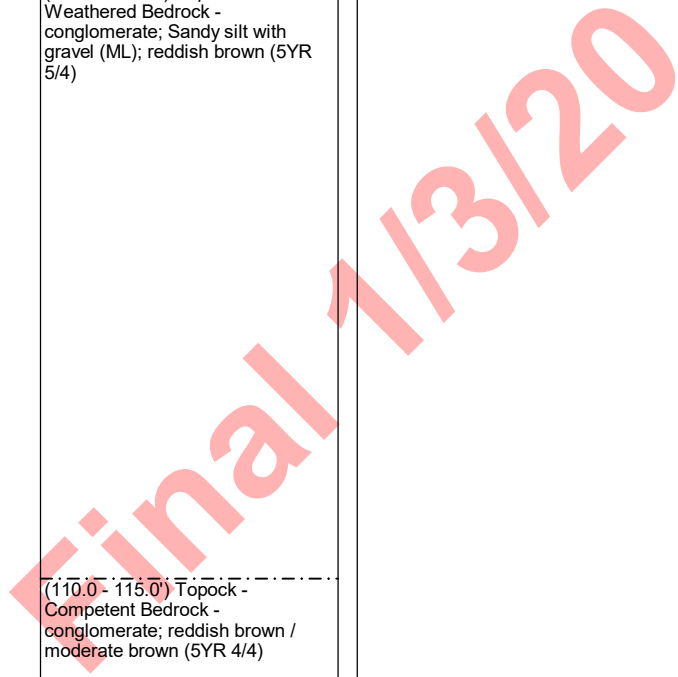 Weathered Bedrock -
conglomerate; Sandy silt with
gravel (ML); reddish brown (5YR
5/4)
Final 1/3/20
(110.0 - 115.0') Topock -
Competent Bedrock -
conglomerate; reddish brown /
moderate brown (5YR 4/4)